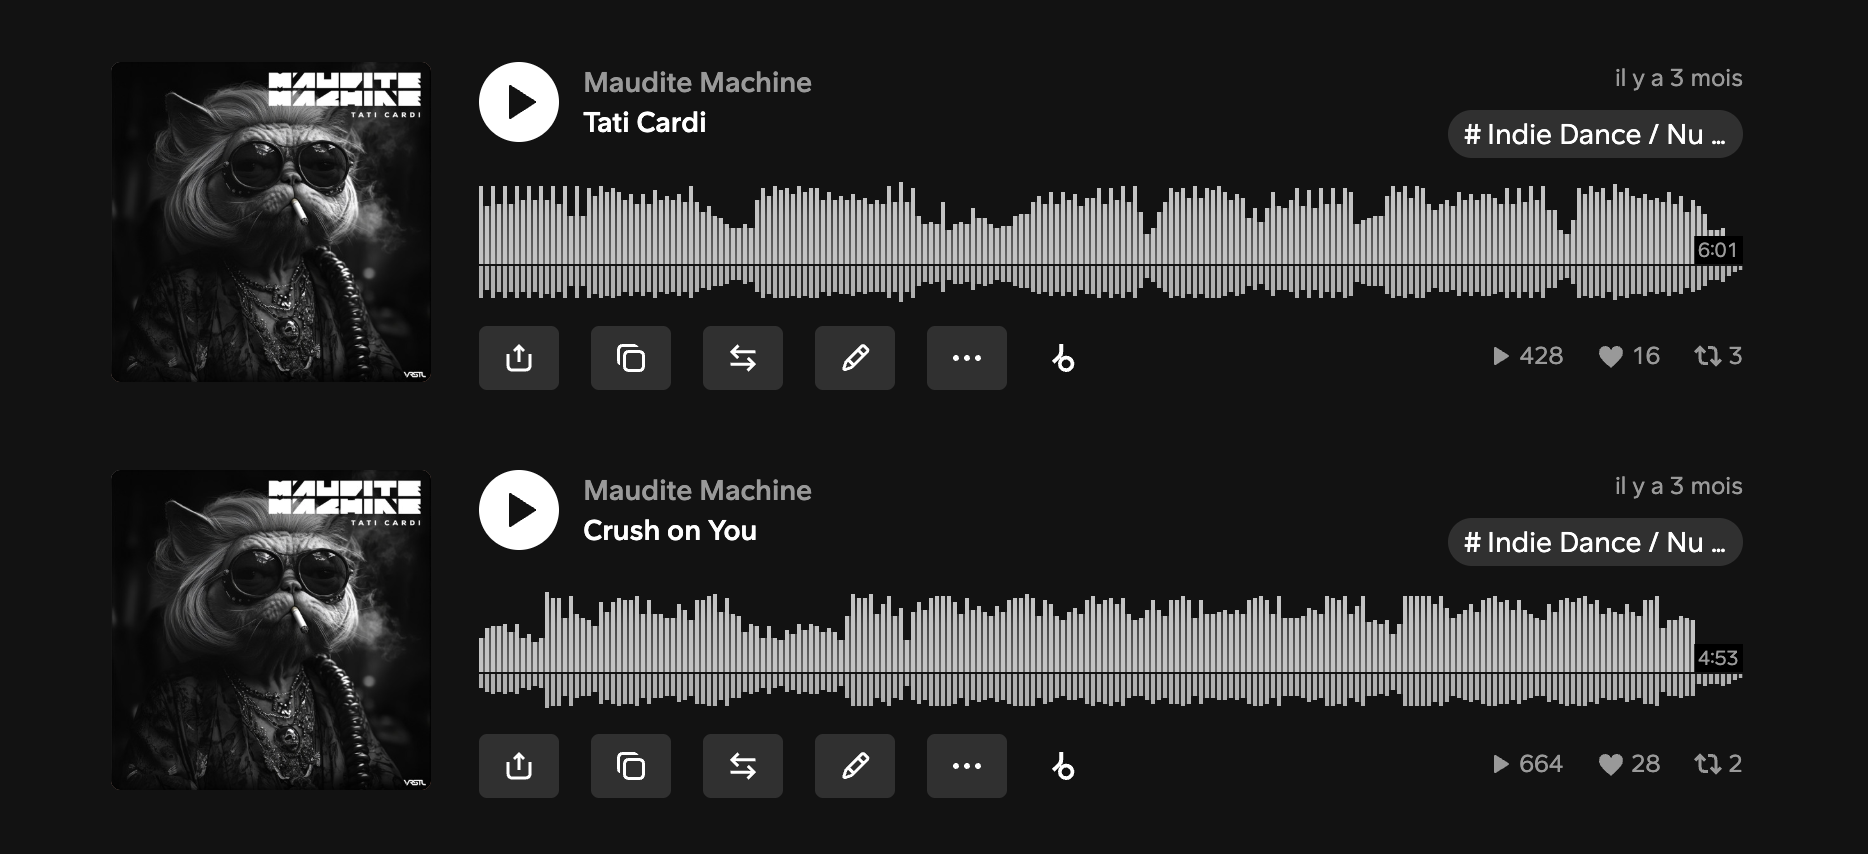 MAUDITE
MACHINE
TATI CARDI
VRSTL
Maudite Machine
Tati Cardi
il y a 3 mois
# Indie Dance / Nu ...
6:01
428
16
3
MAUDITE
MACHINE
TATI CARDI
VRSTL
Maudite Machine
Crush on You
il y a 3 mois
# Indie Dance / Nu ...
4:53
664
28
2